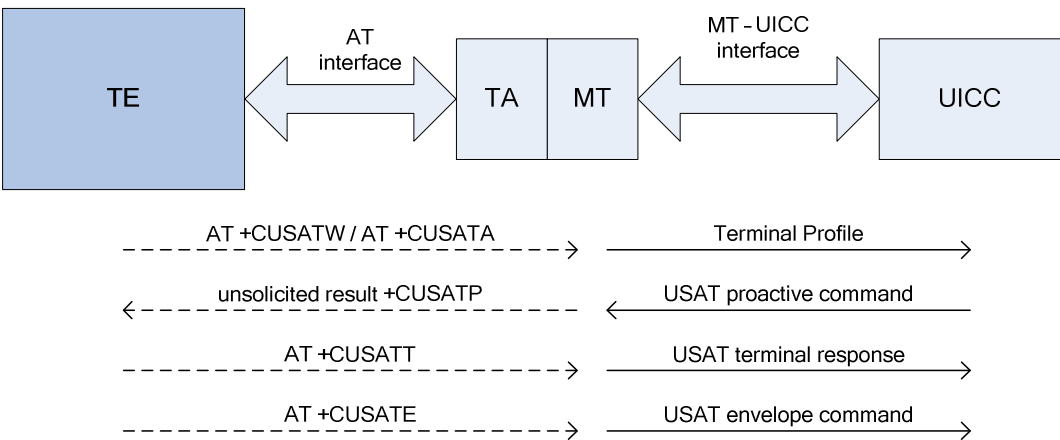 AT
interface
MT-UICC
interface
TE
TA
MT
UICC
AT +CUSATW / AT +CUSATA
Terminal Profile
unsolicited result +CUSATP
USAT proactive command
AT +CUSATT
USAT terminal response
AT +CUSATE
USAT envelope command